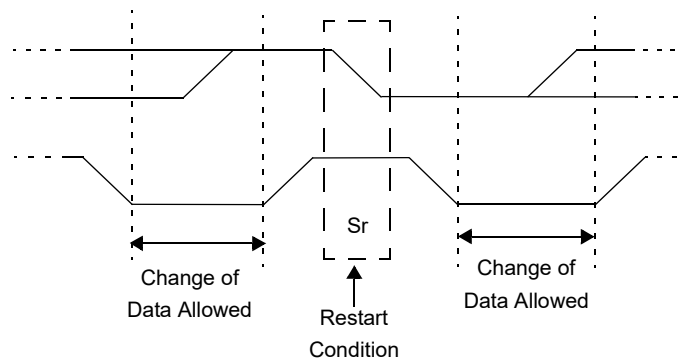 Sr
Change of
Data Allowed
Restart
Condition
Change of
Data Allowed